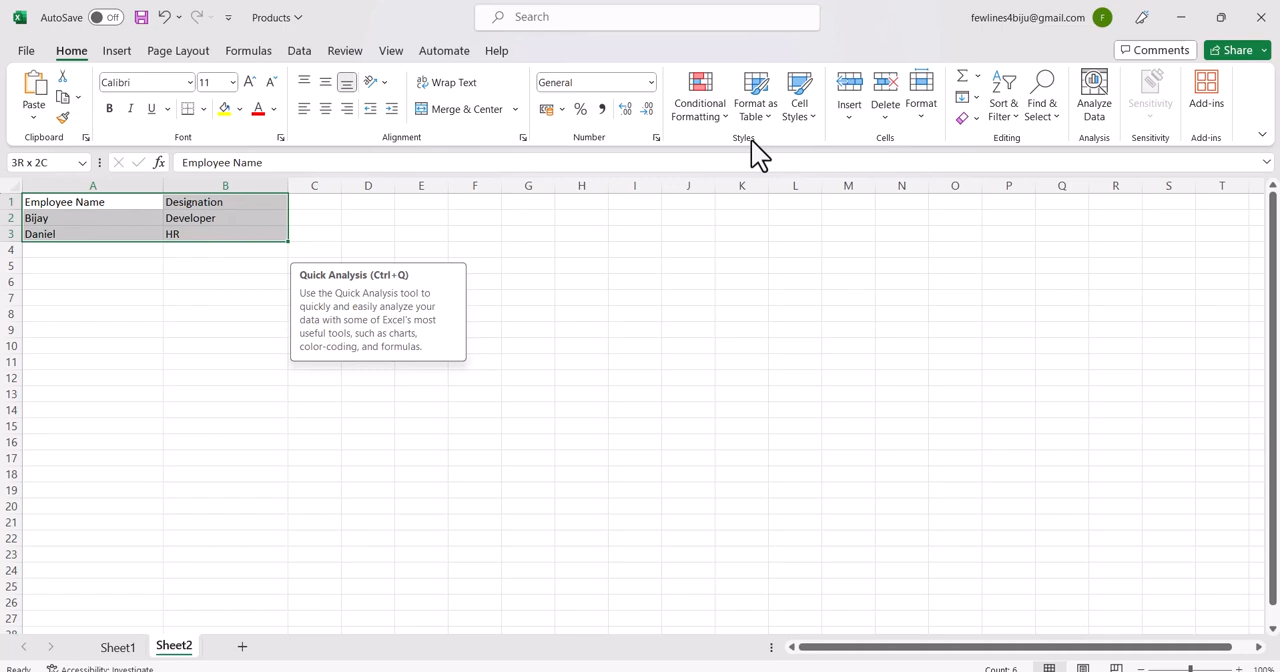 AutoSave Off Products Search fewlines4biju@gmail.com F
File Home Insert Page Layout Formulas Data Review View Automate Help Comments Share
Paste Calibri 11 A A Wrap Text General Conditional Formatting Format as Table Cell Styles Insert Delete Format Sort & Filter Find & Select Analyze Data Sensitivity Add-ins
B I U A Merge & Center % 9
Clipboard Font Alignment Number Styles Cells Editing Analysis Sensitivity Add-ins
3R x 2C fx Employee Name
A B C D E F G H I J K L M N O P Q R S T
1 Employee Name Designation
2 Bijay Developer
3 Daniel HR
4
5
6
7
8
9
10
11
12
13
14
15
16
17
18
19
20
21
22
23
24
25
26
27
28
Quick Analysis (Ctrl+Q)
Use the Quick Analysis tool to
quickly and easily analyze your
data with some of Excel's most
useful tools, such as charts,
color-coding, and formulas.
Sheet1 Sheet2 +
Ready Accessibility: Investigate Count: 6 100%